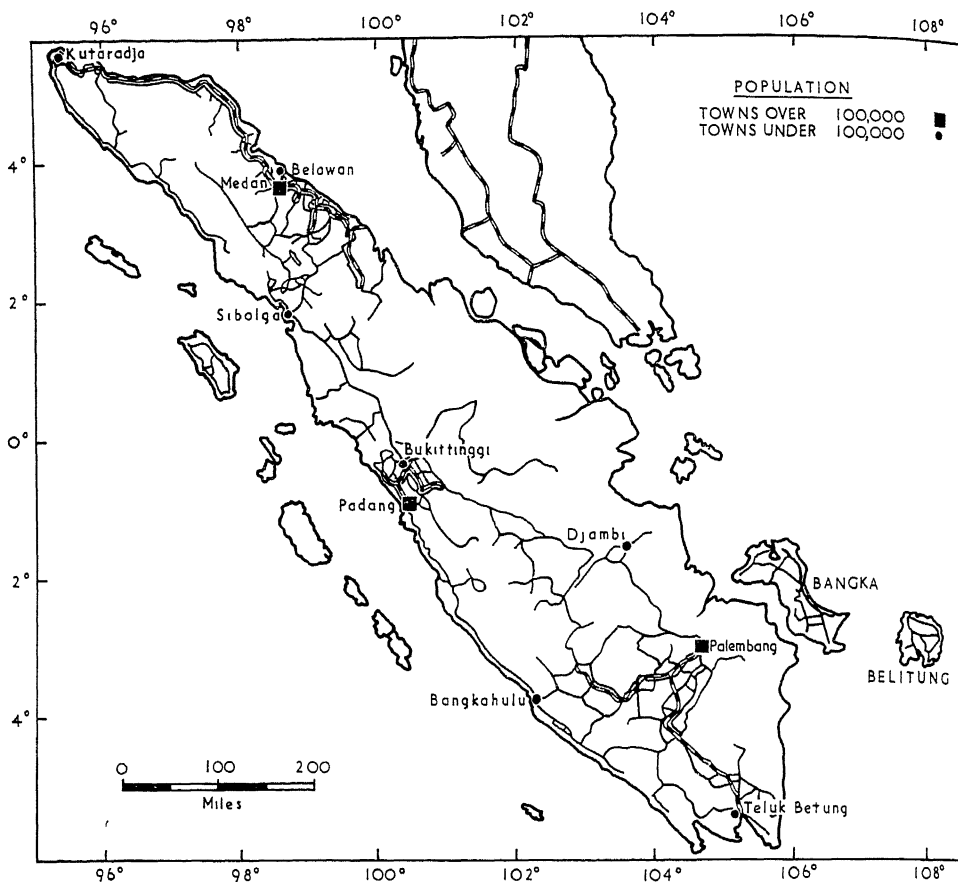 96° 98° 100° 102° 104° 106° 108°
Kutaradja
POPULATION
TOWNS OVER 100,000
TOWNS UNDER 100,000
4°
Belawan
Medan
2°
Sibolga
0°
Bukittinggi
Padang
Djambi
2°
BANGKA
Palembang
BELITUNG
Bangkahulu
4°
0 100 200
Miles
Teluk Betung
96° 98° 100° 102° 104° 106° 108°